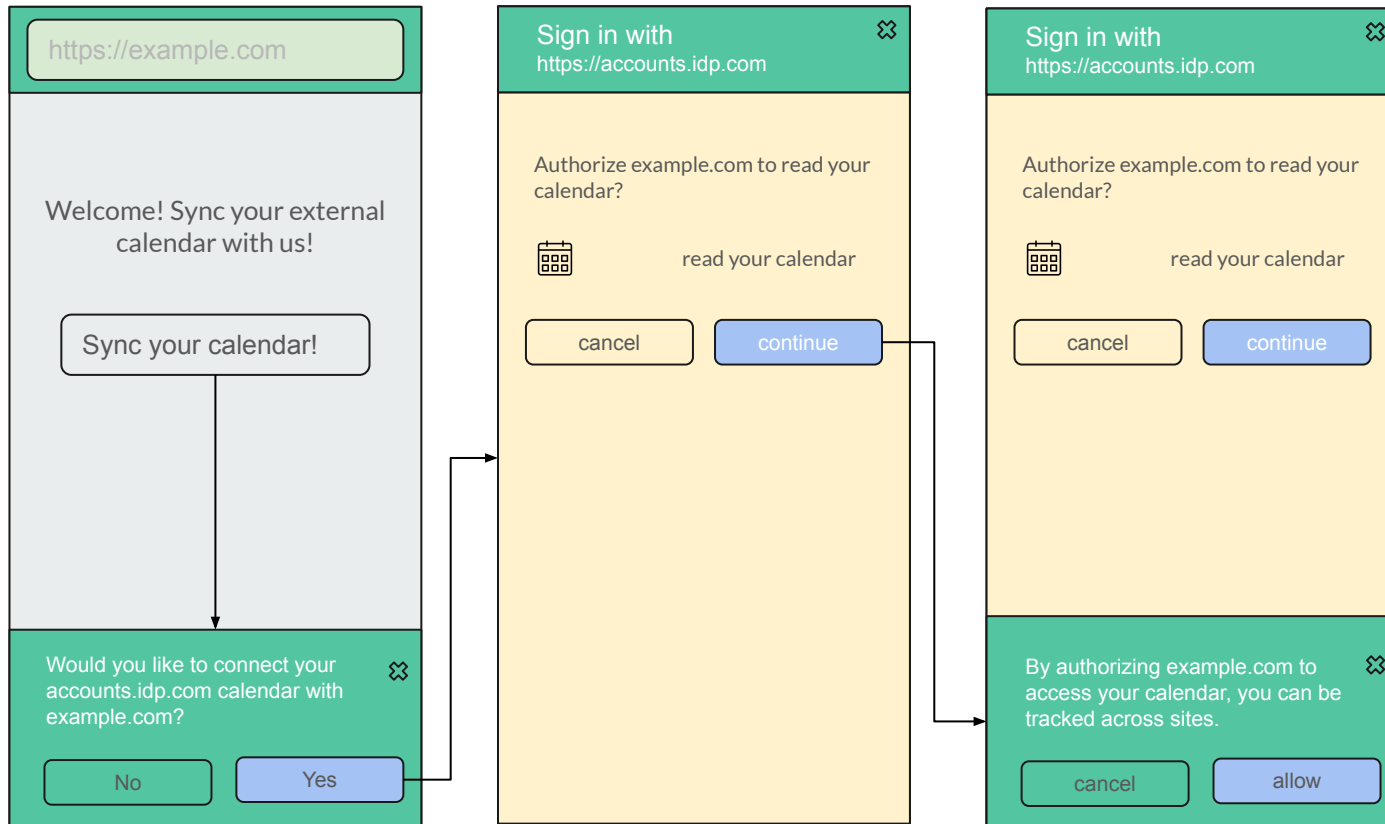 https://example.com
Welcome! Sync your external
calendar with us!
Sync your calendar!
Would you like to connect your
accounts.idp.com calendar with
example.com?
No
Yes
Sign in with
https://accounts.idp.com
Authorize example.com to read your
calendar?
read your calendar
cancel
continue
Sign in with
https://accounts.idp.com
Authorize example.com to read your
calendar?
read your calendar
cancel
continue
By authorizing example.com to
access your calendar, you can be
tracked across sites.
cancel
allow